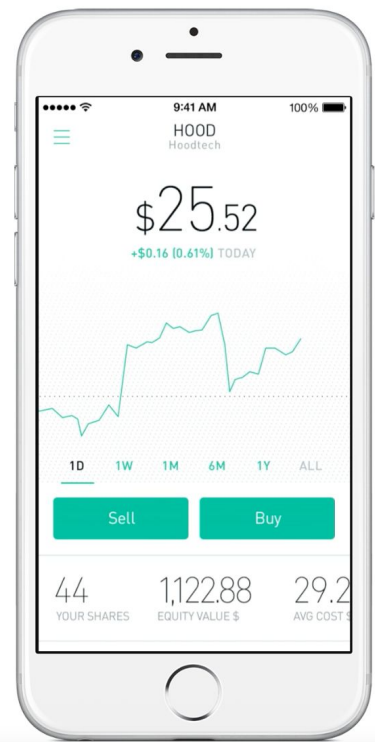 9:41 AM 100%
HOOD
Hoodtech
$25.52
+$0.16 (0.61%) TODAY
1D 1W 1M 6M 1Y ALL
Sell Buy
44 1,122.88 29.2
YOUR SHARES EQUITY VALUE $ AVG COST $